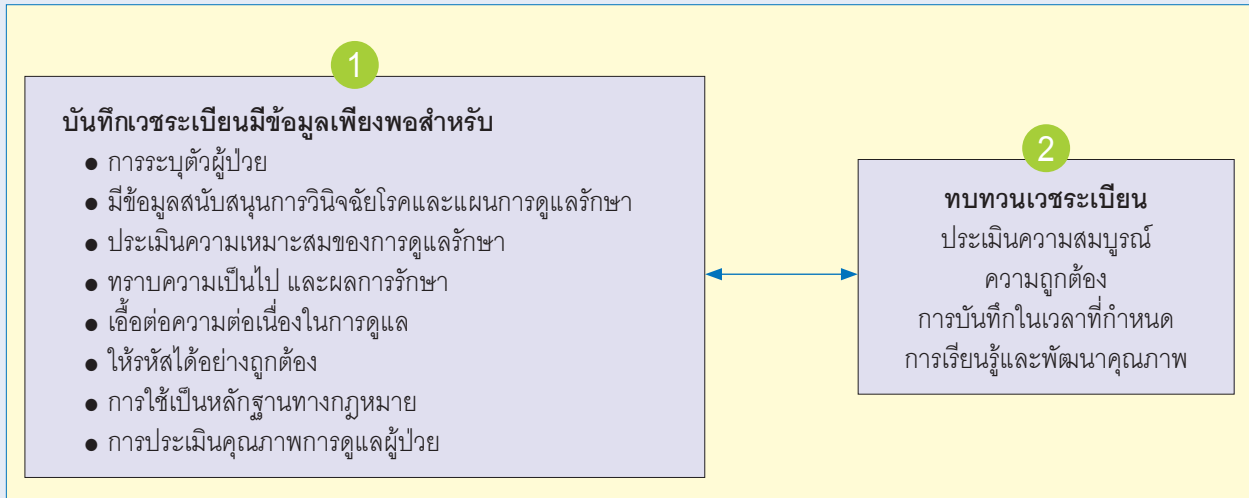 1
บันทึกเวชระเบียนมีข้อมูลเพียงพอสำหรับ
● การระบุตัวผู้ป่วย
● มีข้อมูลสนับสนุนการวินิจฉัยโรคและแผนการดูแลรักษา
● ประเมินความเหมาะสมของการดูแลรักษา
● ทราบความเป็นไป และผลการรักษา
● เอื้อต่อความต่อเนื่องในการดูแล
● ให้รหัสได้อย่างถูกต้อง
● การใช้เป็นหลักฐานทางกฎหมาย
● การประเมินคุณภาพการดูแลผู้ป่วย
2
ทบทวนเวชระเบียน
ประเมินความสมบูรณ์
ความถูกต้อง
การบันทึกในเวลาที่กำหนด
การเรียนรู้และพัฒนาคุณภาพ